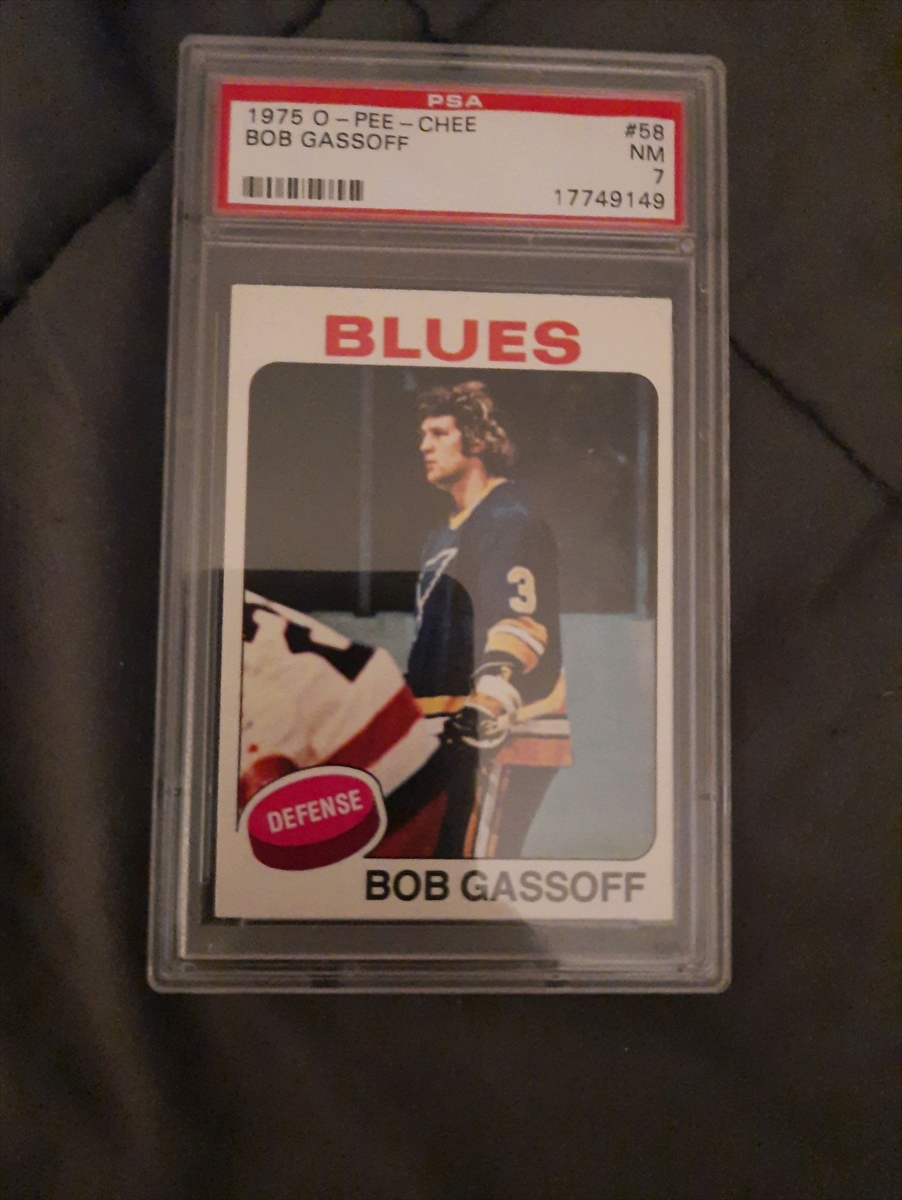 PSA
1975 O-PEE-CHEE #58
BOB GASSOFF NM
7
17749149
BLUES
3
DEFENSE
BOB GASSOFF